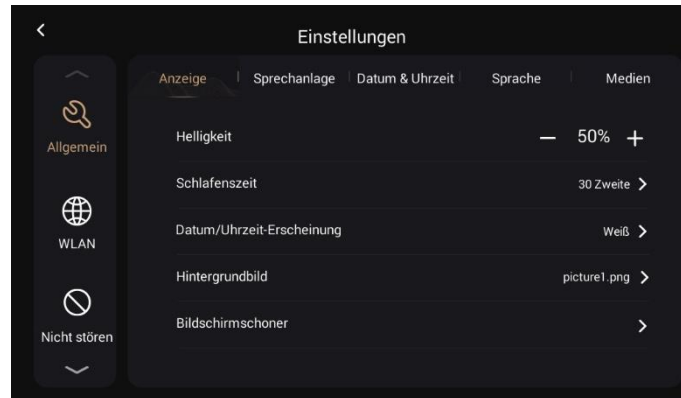 Einstellungen
Allgemein
WLAN
Nicht stören
Anzeige Sprechanlage Datum & Uhrzeit Sprache Medien
Helligkeit — 50% +
Schlafenszeit 30 Zweite >
Datum/Uhrzeit-Erscheinung Weiß >
Hintergrundbild picture1.png >
Bildschirmschoner >